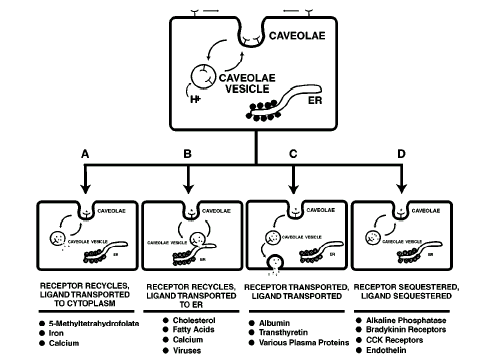 CAVEOLAE
CAVEOLAE
VESICLE
H+
ER
A
B
C
D
CAVEOLAE
CAVEOLAE VESICLE
ER
CAVEOLAE
CAVEOLAE VESICLE
ER
CAVEOLAE
CAVEOLAE VESICLE
ER
CAVEOLAE
CAVEOLAE VESICLE
ER
RECEPTOR RECYCLES,
LIGAND TRANSPORTED
TO CYTOPLASM
5-Methyltetrahydrofolate
Iron
Calcium
RECEPTOR RECYCLES,
LIGAND TRANSPORTED
TO ER
Cholesterol
Fatty Acids
Calcium
Viruses
RECEPTOR TRANSPORTED,
LIGAND TRANSPORTED
Albumin
Transthyretin
Various Plasma Proteins
RECEPTOR SEQUESTERED,
LIGAND SEQUESTERED
Alkaline Phosphatase
Bradykinin Receptors
CCK Receptors
Endothelin